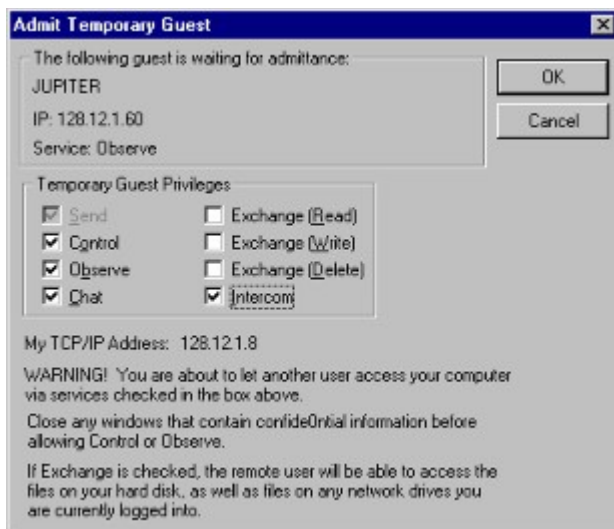 Admit Temporary Guest
The following guest is waiting for admittance:
JUPITER
IP: 128.12.1.60
Service: Observe
OK
Cancel
Temporary Guest Privileges
Send
Exchange (Read)
Control
Exchange (Write)
Observe
Exchange (Delete)
Chat
Intercom
My TCP/IP Address: 128.12.1.8
WARNING! You are about to let another user access your computer
via services checked in the box above.
Close any windows that contain confide0ntial information before
allowing Control or Observe.
If Exchange is checked, the remote user will be able to access the
files on your hard disk, as well as files on any network drives you
are currently logged into.